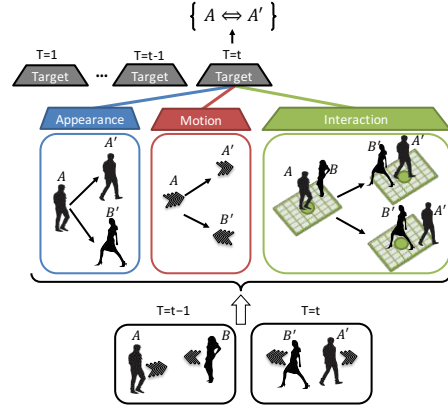 { A ⇔ A′ }
T=1 T=t-1 T=t
Target ... Target Target
Appearance Motion Interaction
A A′ B′
A A′ B′
A B B′ A′ B′ A′
T=t−1 T=t
A B B′ A′